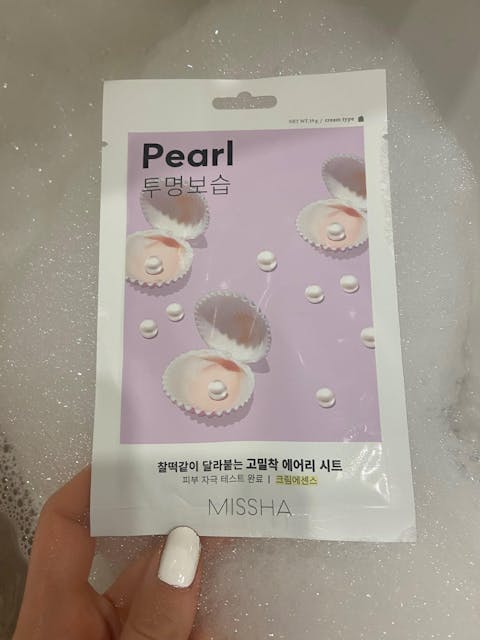 NET WT.19g / cream type
Pearl
투명보습
찰떡같이 달라붙는 고밀착 에어리 시트
피부 자극 테스트 완료 | 크림에센스
MISSHA